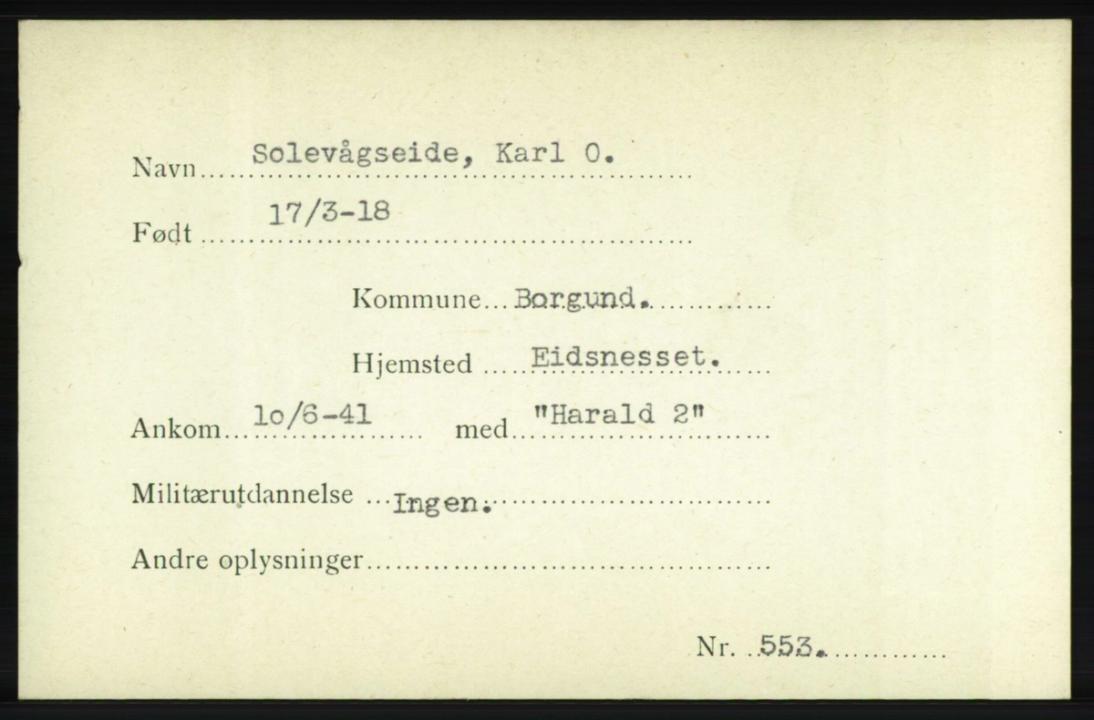 Navn Solevågseide, Karl O.
Født 17/3-18
Kommune Borgund.
Hjemsted Eidsnesset.
Ankom lo/6-41 med "Harald 2"
Militærutdannelse Ingen.
Andre oplysninger
Nr. 553.